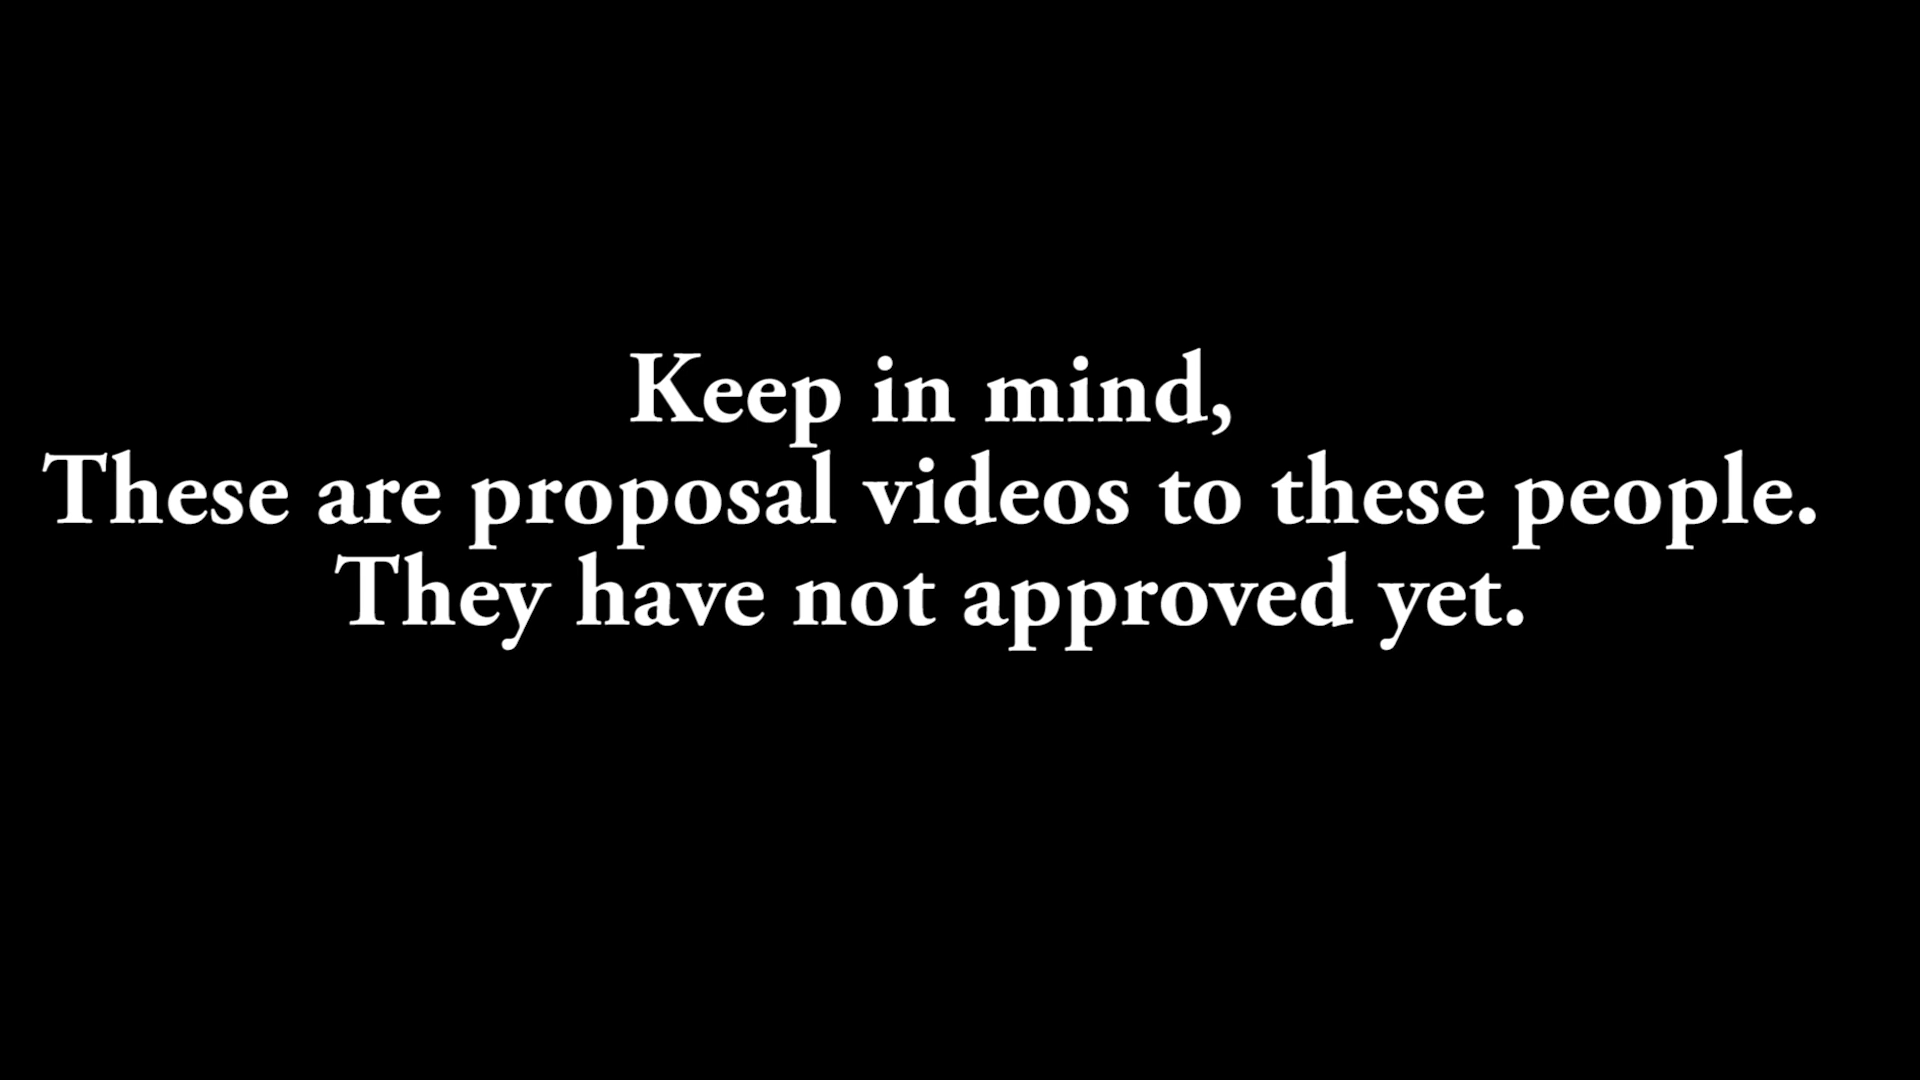 Keep in mind,
These are proposal videos to these people.
They have not approved yet.